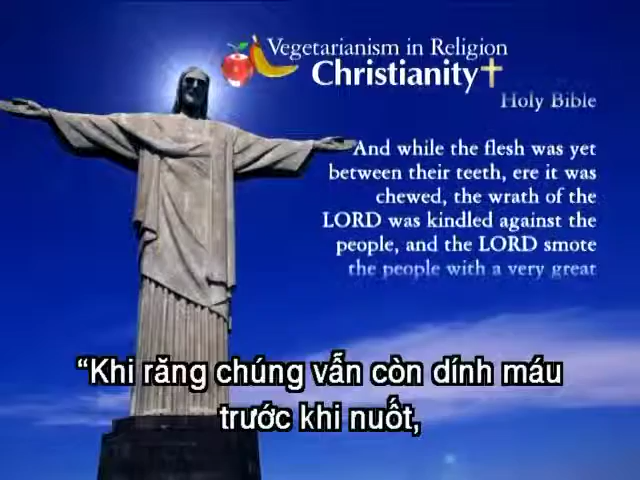 Vegetarianism in Religion
Christianity
Holy Bible
And while the flesh was yet
between their teeth, ere it was
chewed, the wrath of the
LORD was kindled against the
people, and the LORD smote
the people with a very great
“Khi răng chúng vẫn còn dính máu
trước khi nuốt,